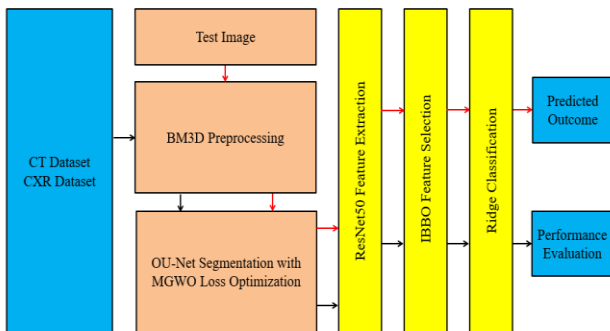 CT Dataset
CXR Dataset
Test Image
BM3D Preprocessing
OU-Net Segmentation with
MGWO Loss Optimization
ResNet50 Feature Extraction
IBBO Feature Selection
Ridge Classification
Predicted
Outcome
Performance
Evaluation